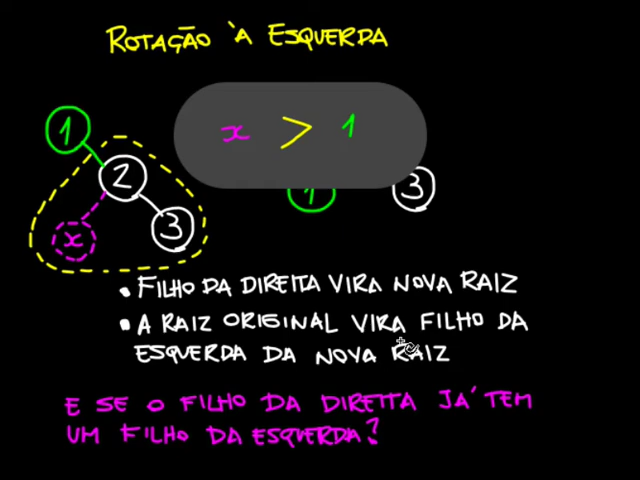 ROTAÇÃO À ESQUERDA
x > 1
1
2
1
3
x
3
• FILHO DA DIREITA VIRA NOVA RAIZ
• A RAIZ ORIGINAL VIRA FILHO DA
ESQUERDA DA NOVA RAIZ
E SE O FILHO DA DIREITA JÁ TEM
UM FILHO DA ESQUERDA?